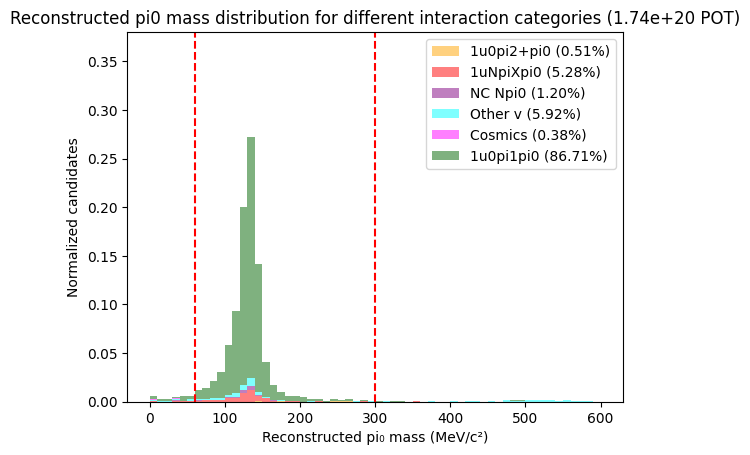 Reconstructed pi0 mass distribution for different interaction categories (1.74e+20 POT)
1u0pi2+pi0 (0.51%)
1uNpiXpi0 (5.28%)
NC Npi0 (1.20%)
Other ν (5.92%)
Cosmics (0.38%)
1u0pi1pi0 (86.71%)
Normalized candidates
0.35
0.30
0.25
0.20
0.15
0.10
0.05
0.00
0
100
200
300
400
500
600
Reconstructed pi₀ mass (MeV/c²)